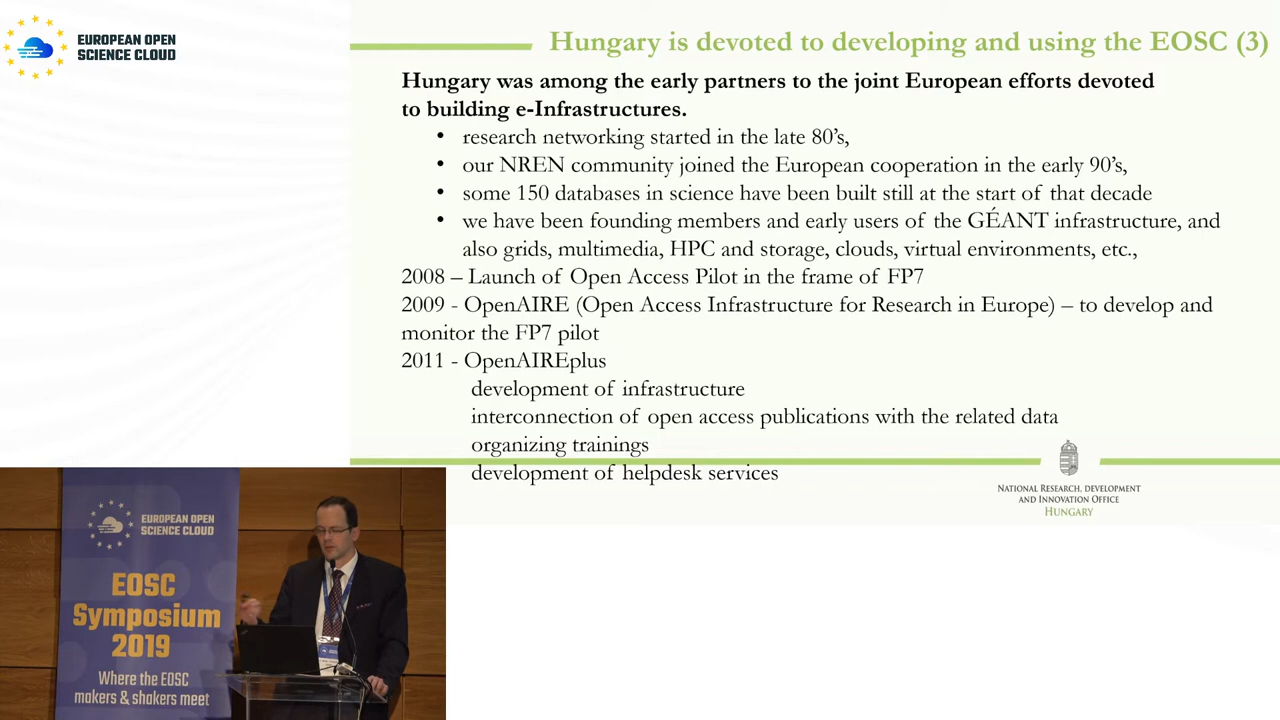 EUROPEAN OPEN
SCIENCE CLOUD
Hungary is devoted to developing and using the EOSC (3)
Hungary was among the early partners to the joint European efforts devoted
to building e-Infrastructures.
• research networking started in the late 80’s,
• our NREN community joined the European cooperation in the early 90’s,
• some 150 databases in science have been built still at the start of that decade
• we have been founding members and early users of the GÉANT infrastructure, and
also grids, multimedia, HPC and storage, clouds, virtual environments, etc.,
2008 – Launch of Open Access Pilot in the frame of FP7
2009 - OpenAIRE (Open Access Infrastructure for Research in Europe) – to develop and
monitor the FP7 pilot
2011 - OpenAIREplus
development of infrastructure
interconnection of open access publications with the related data
organizing trainings
development of helpdesk services
NATIONAL RESEARCH, DEVELOPMENT
AND INNOVATION OFFICE
HUNGARY
EUROPEAN OPEN
SCIENCE CLOUD
EOSC
Symposium
2019
Where the EOSC
makers & shakers meet